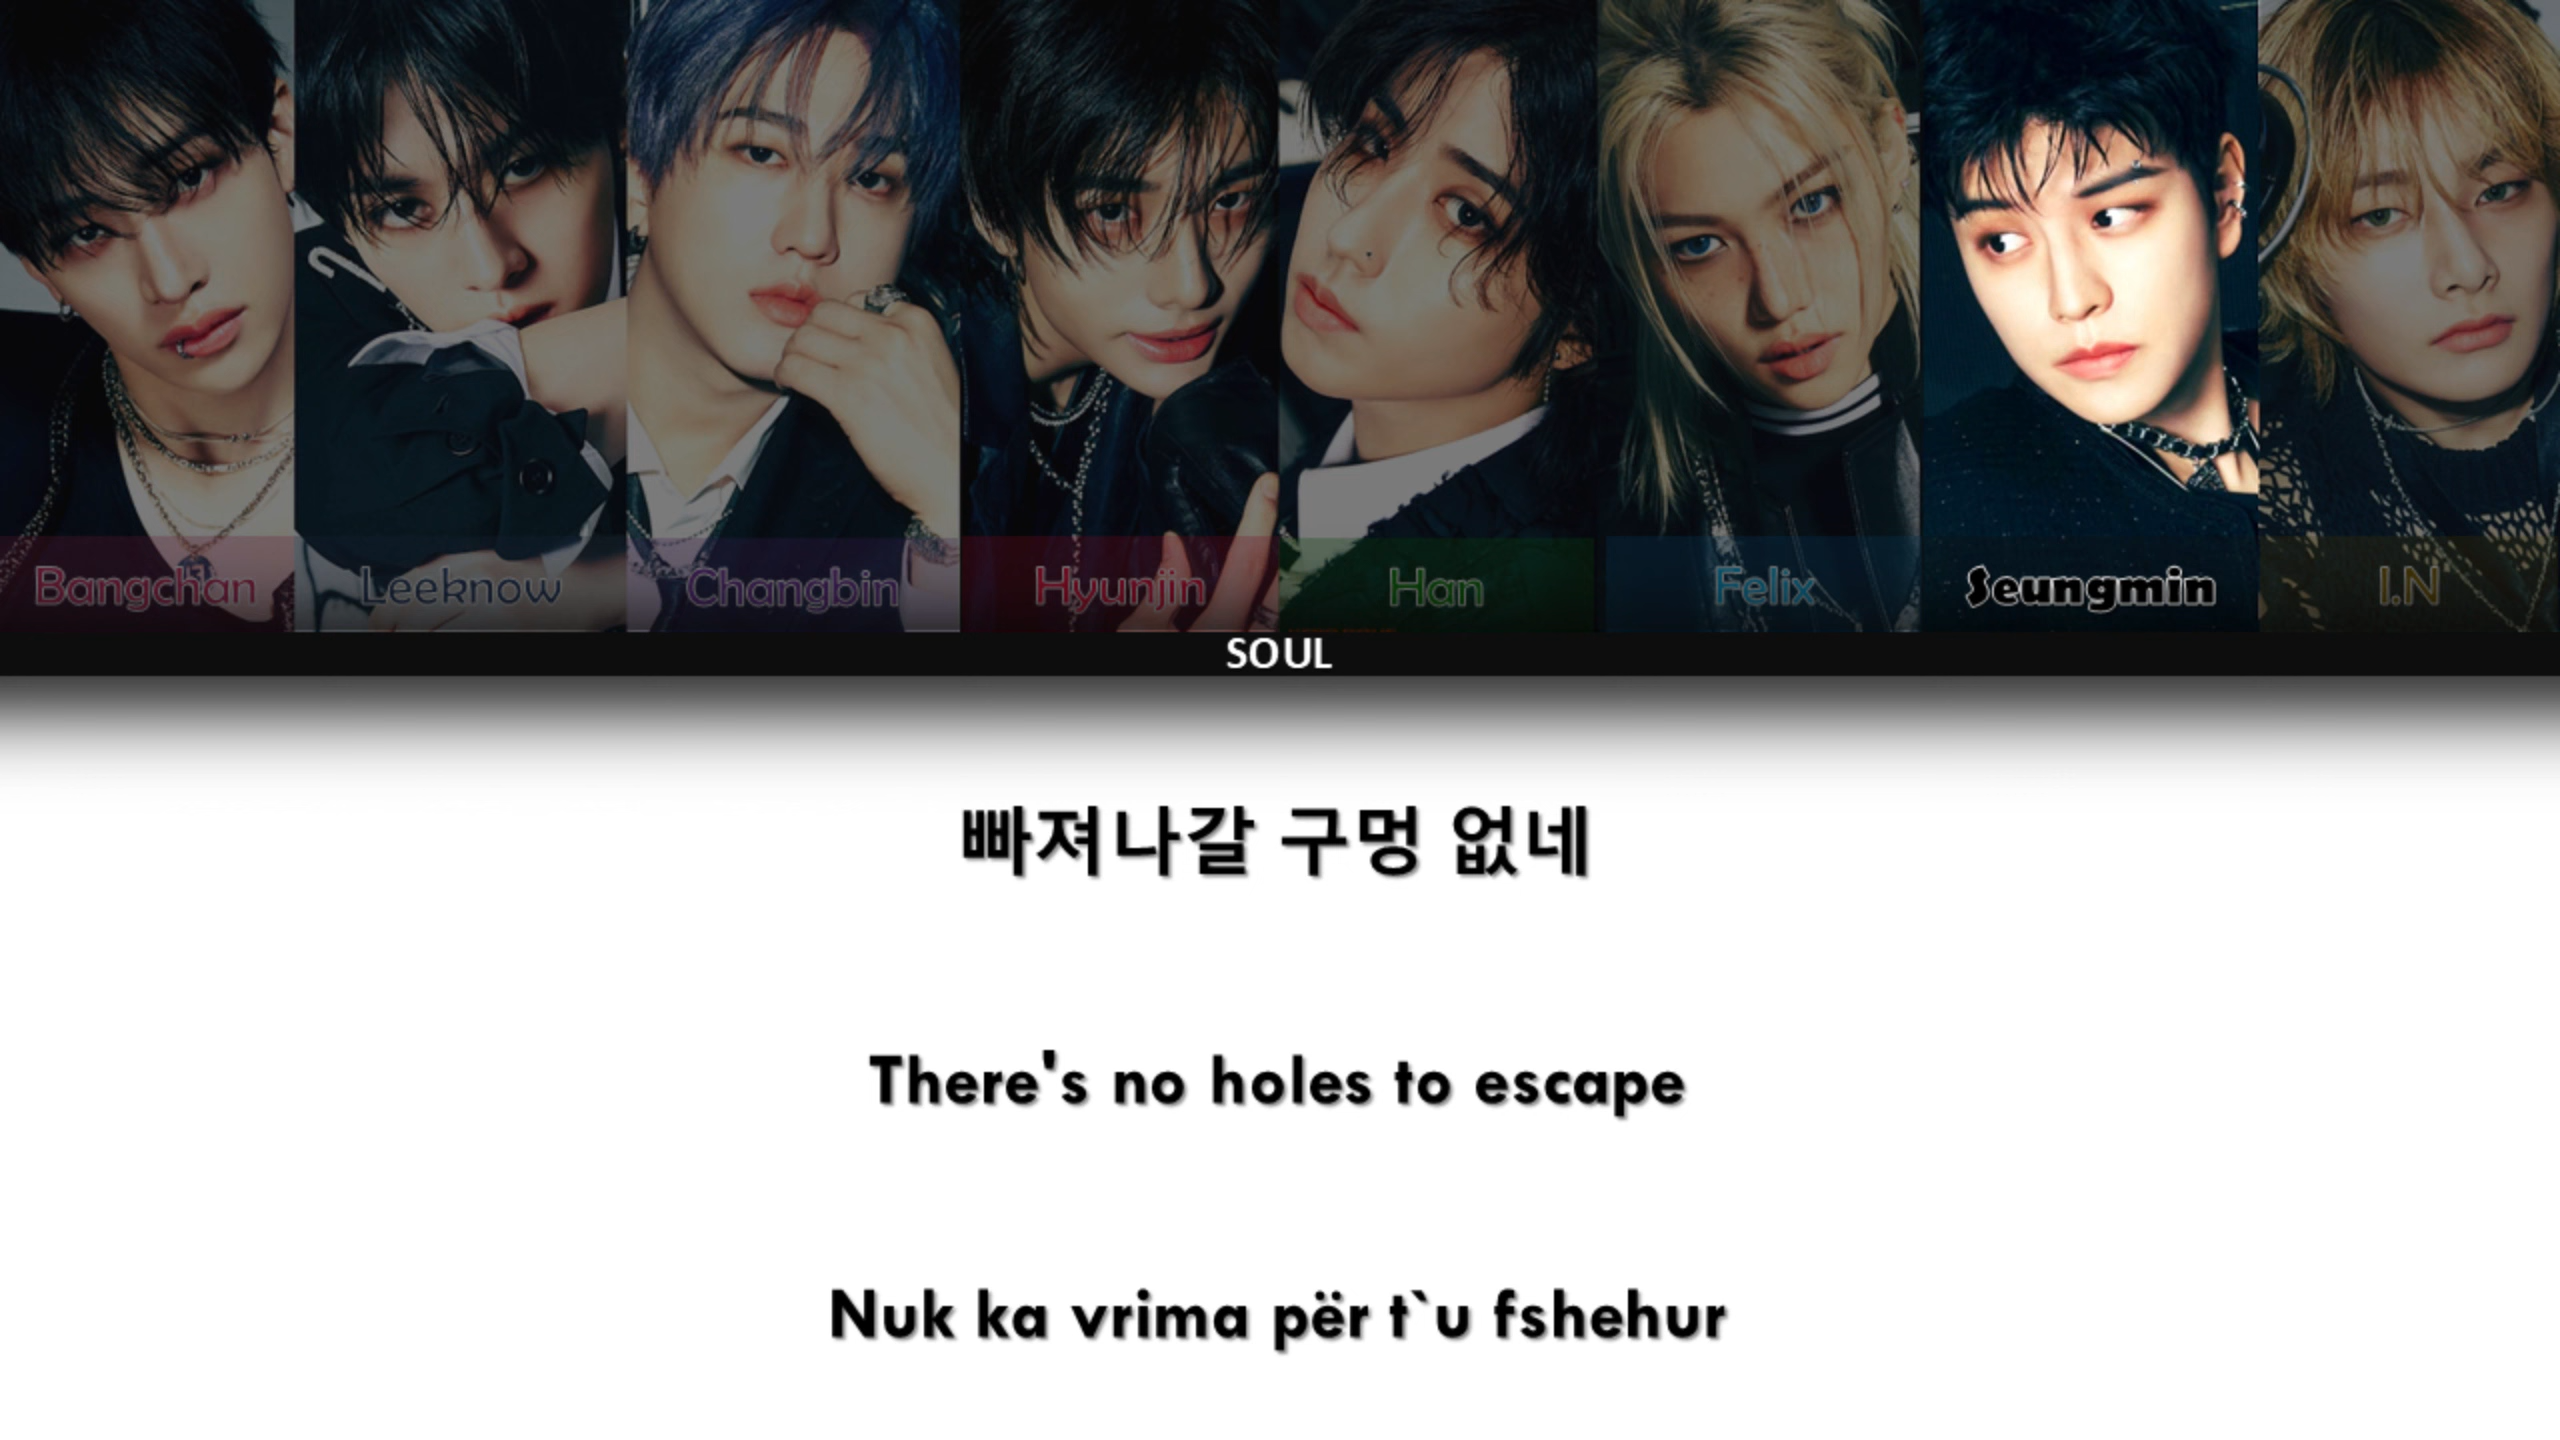 Bangchan Leeknow Changbin Hyunjin Han Felix Seungmin I.N
SOUL
빠져나갈 구멍 없네
There's no holes to escape
Nuk ka vrima për t`u fshehur